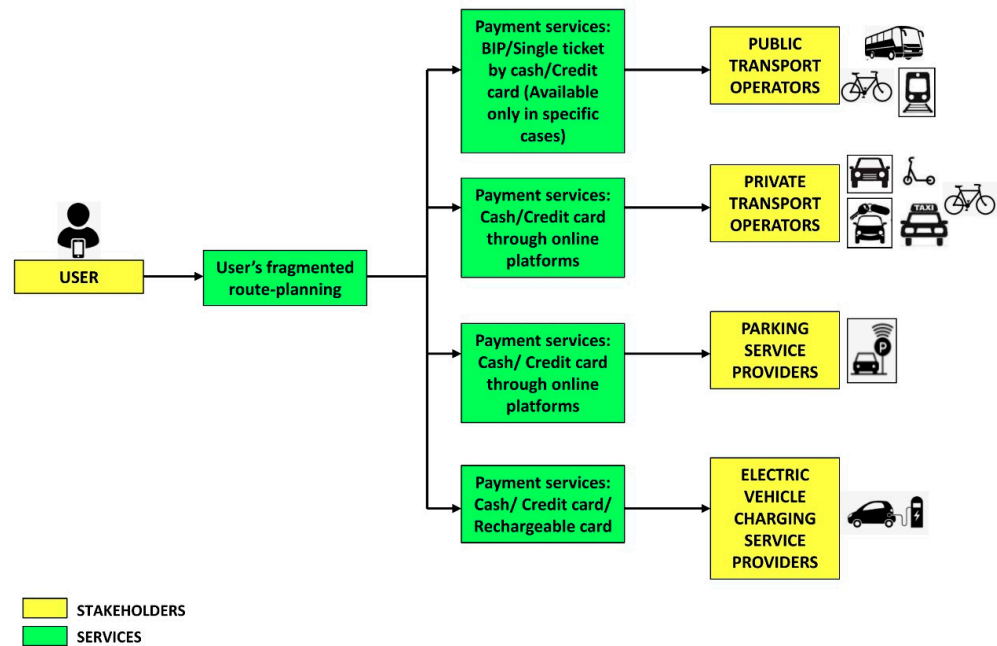 Payment services:
BIP/Single ticket
by cash/Credit
card (Available
only in specific
cases)
PUBLIC
TRANSPORT
OPERATORS
Payment services:
Cash/Credit card
through online
platforms
PRIVATE
TRANSPORT
OPERATORS
TAXI
USER
User's fragmented
route-planning
Payment services:
Cash/ Credit card
through online
platforms
PARKING
SERVICE
PROVIDERS
P
Payment services:
Cash/ Credit card/
Rechargeable card
ELECTRIC
VEHICLE
CHARGING
SERVICE
PROVIDERS
STAKEHOLDERS
SERVICES